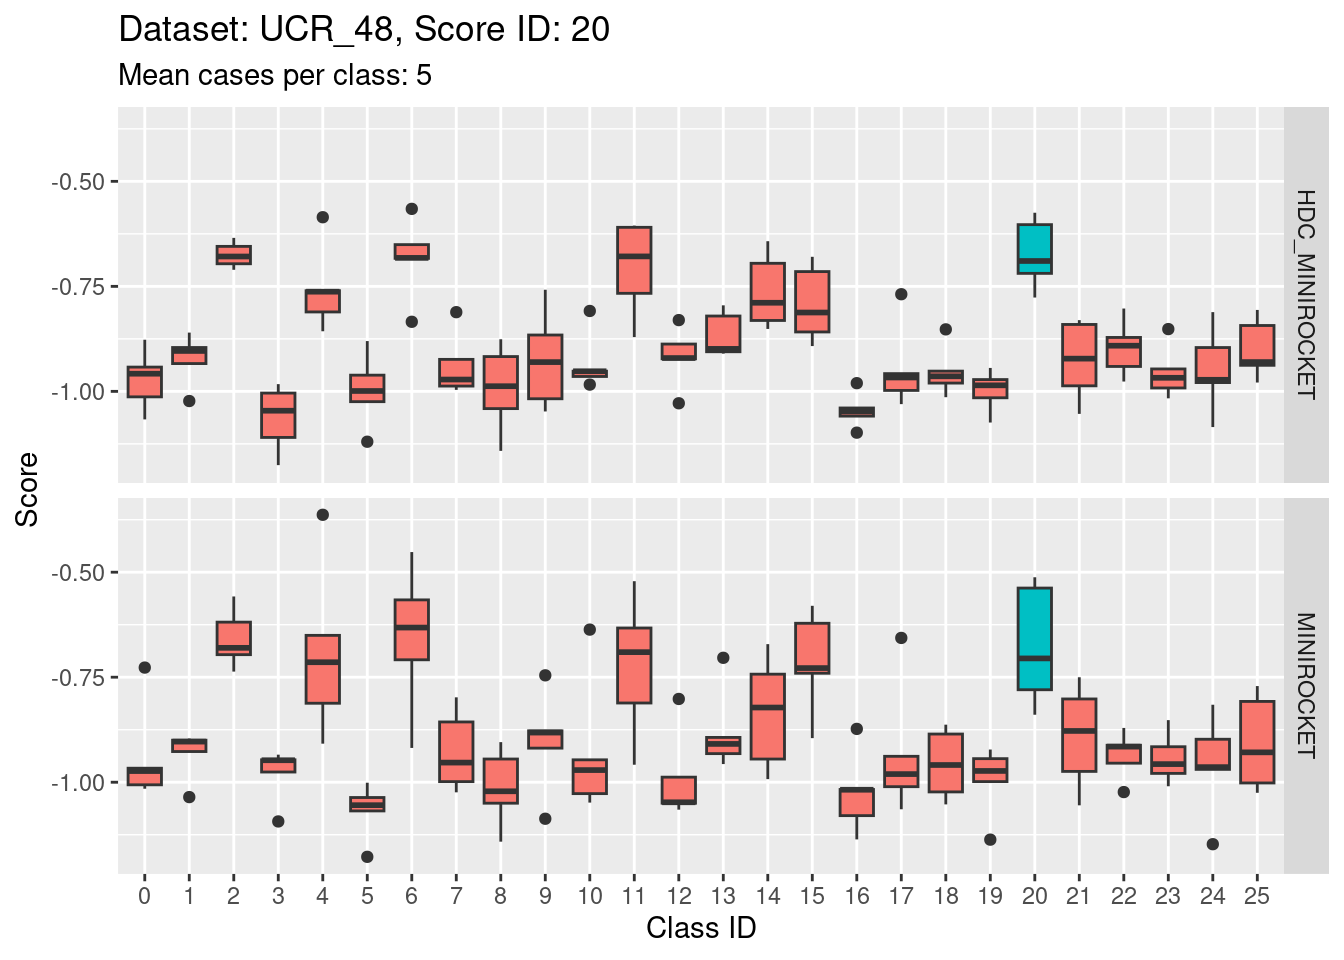 Dataset: UCR_48, Score ID: 20
Mean cases per class: 5
HDC_MINIROCKET
-0.50
-0.75
-1.00
Score
MINIROCKET
-0.50
-0.75
-1.00
0 1 2 3 4 5 6 7 8 9 10 11 12 13 14 15 16 17 18 19 20 21 22 23 24 25
Class ID